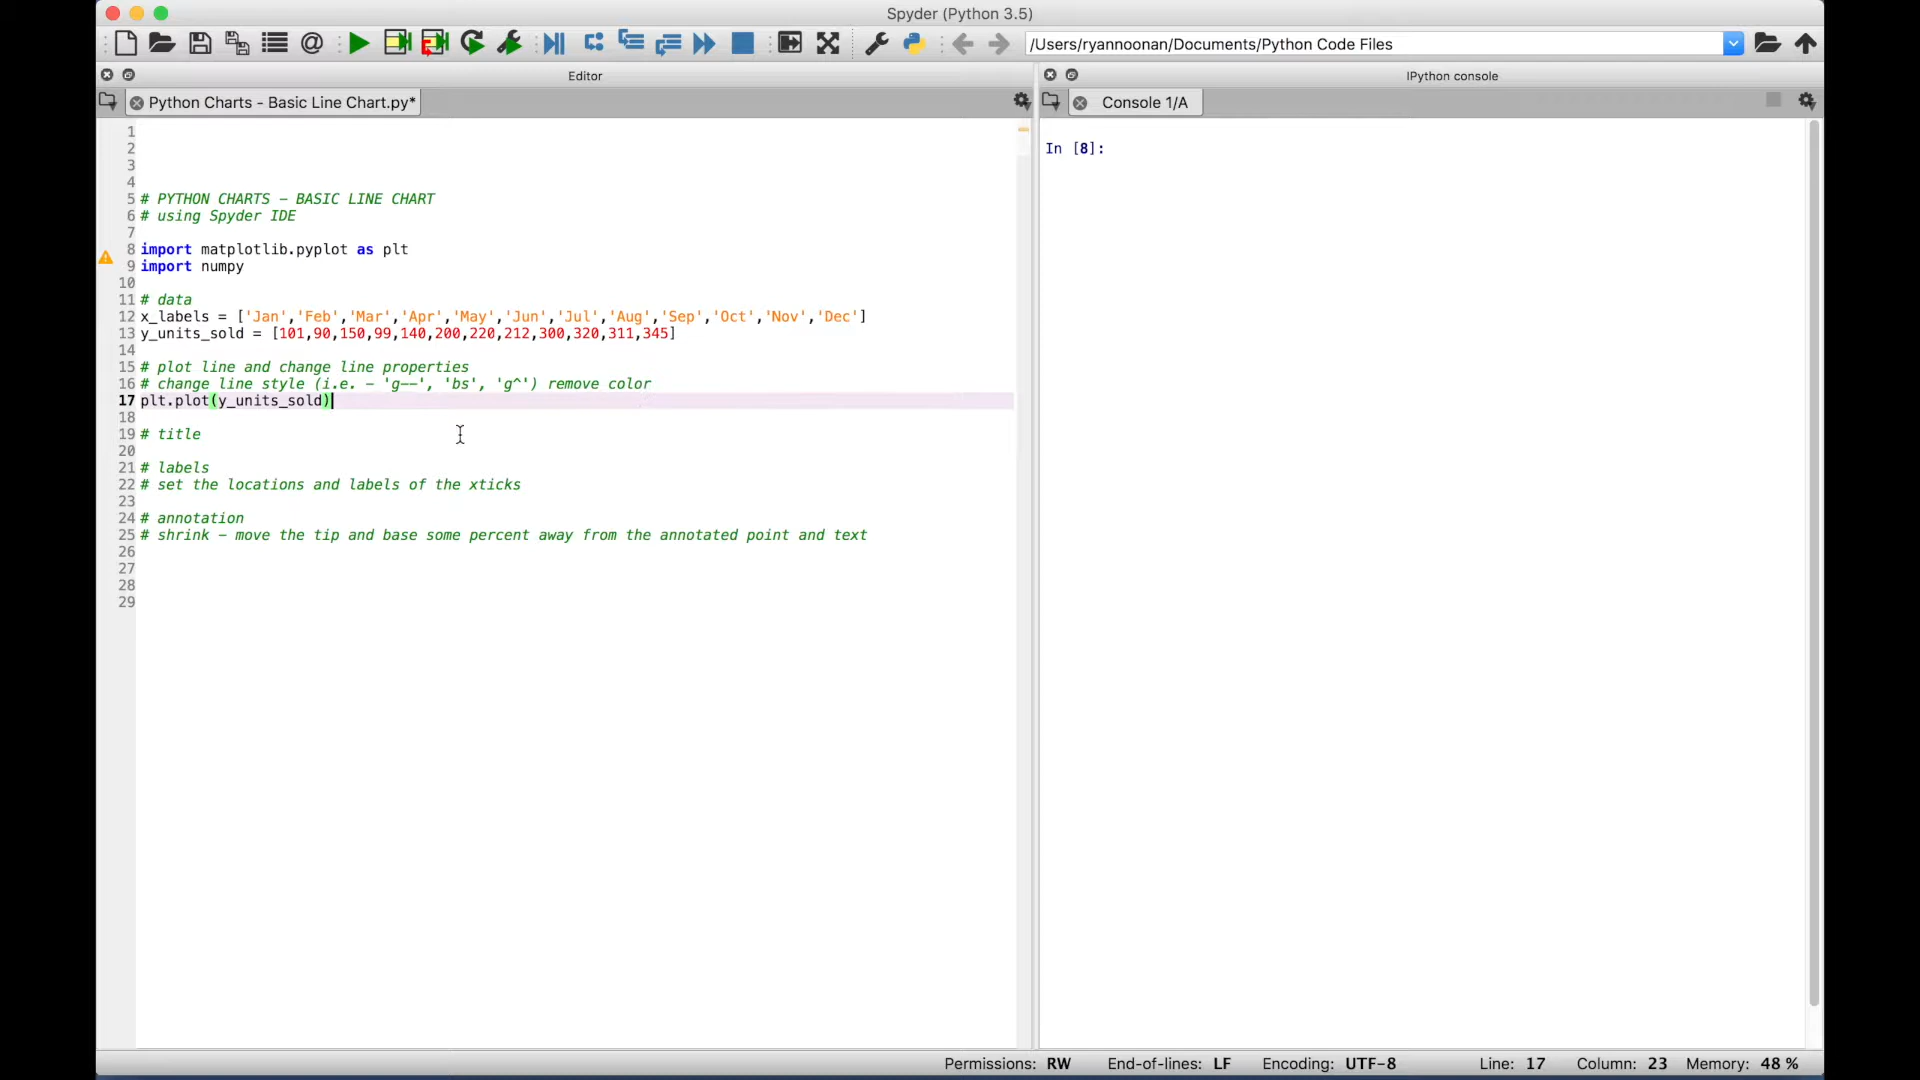 Spyder (Python 3.5)
/Users/ryannoonan/Documents/Python Code Files
Editor
IPython console
Python Charts - Basic Line Chart.py*
Console 1/A
1
2
3
4
5 # PYTHON CHARTS – BASIC LINE CHART
6 # using Spyder IDE
7
8 import matplotlib.pyplot as plt
9 import numpy
10
11 # data
12 x_labels = ['Jan','Feb','Mar','Apr','May','Jun','Jul','Aug','Sep','Oct','Nov','Dec']
13 y_units_sold = [101,90,150,99,140,200,220,212,300,320,311,345]
14
15 # plot line and change line properties
16 # change line style (i.e. - 'g--', 'bs', 'g^') remove color
17 plt.plot(y_units_sold)
18
19 # title
20
21 # labels
22 # set the locations and labels of the xticks
23
24 # annotation
25 # shrink – move the tip and base some percent away from the annotated point and text
26
27
28
29
In [8]:
Permissions: RW End-of-lines: LF Encoding: UTF-8 Line: 17 Column: 23 Memory: 48 %